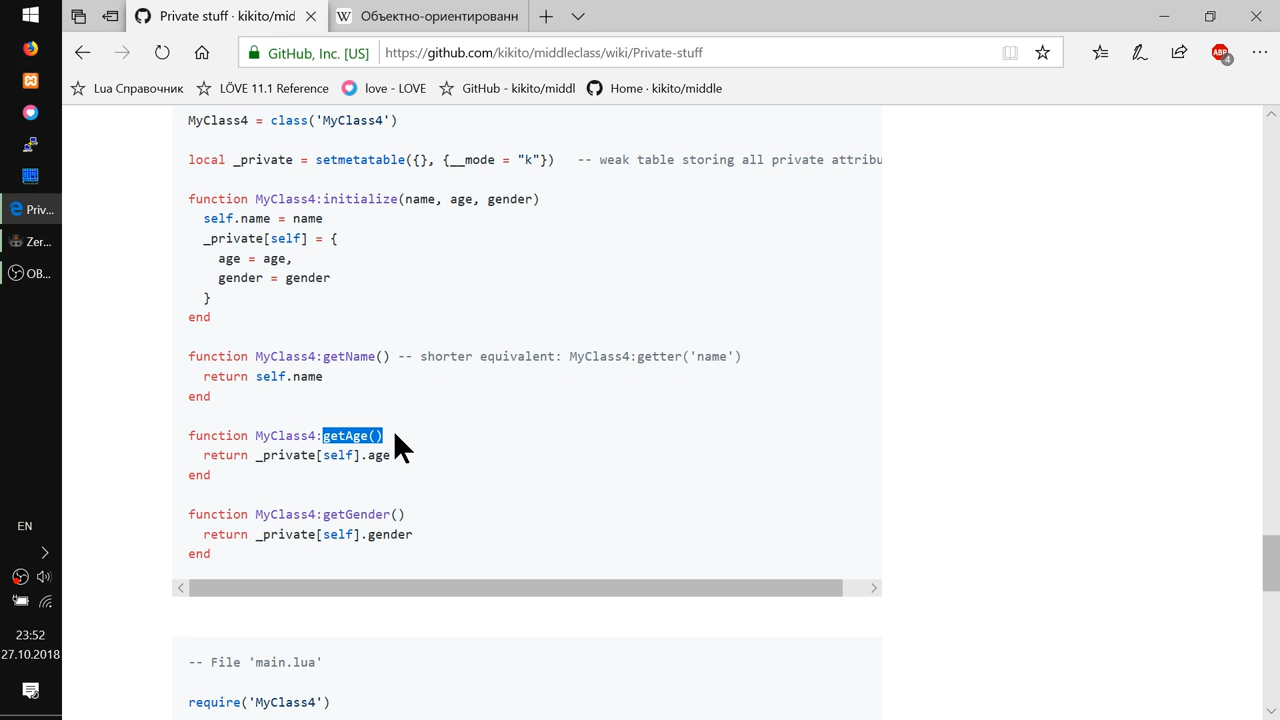 Private stuff · kikito/mid
Объектно-ориентированн
GitHub, Inc. [US]
https://github.com/kikito/middleclass/wiki/Private-stuff
ABP
4
Lua Справочник
LÖVE 11.1 Reference
love - LOVE
GitHub - kikito/middl
Home · kikito/middle
MyClass4 = class('MyClass4')
local _private = setmetatable({}, {__mode = "k"}) -- weak table storing all private attribu
function MyClass4:initialize(name, age, gender)
self.name = name
_private[self] = {
age = age,
gender = gender
}
end
function MyClass4:getName() -- shorter equivalent: MyClass4:getter('name')
return self.name
end
function MyClass4:getAge()
return _private[self].age
end
function MyClass4:getGender()
return _private[self].gender
end
-- File 'main.lua'
require('MyClass4')
Priv...
Zer...
OB...
EN
23:52
27.10.2018